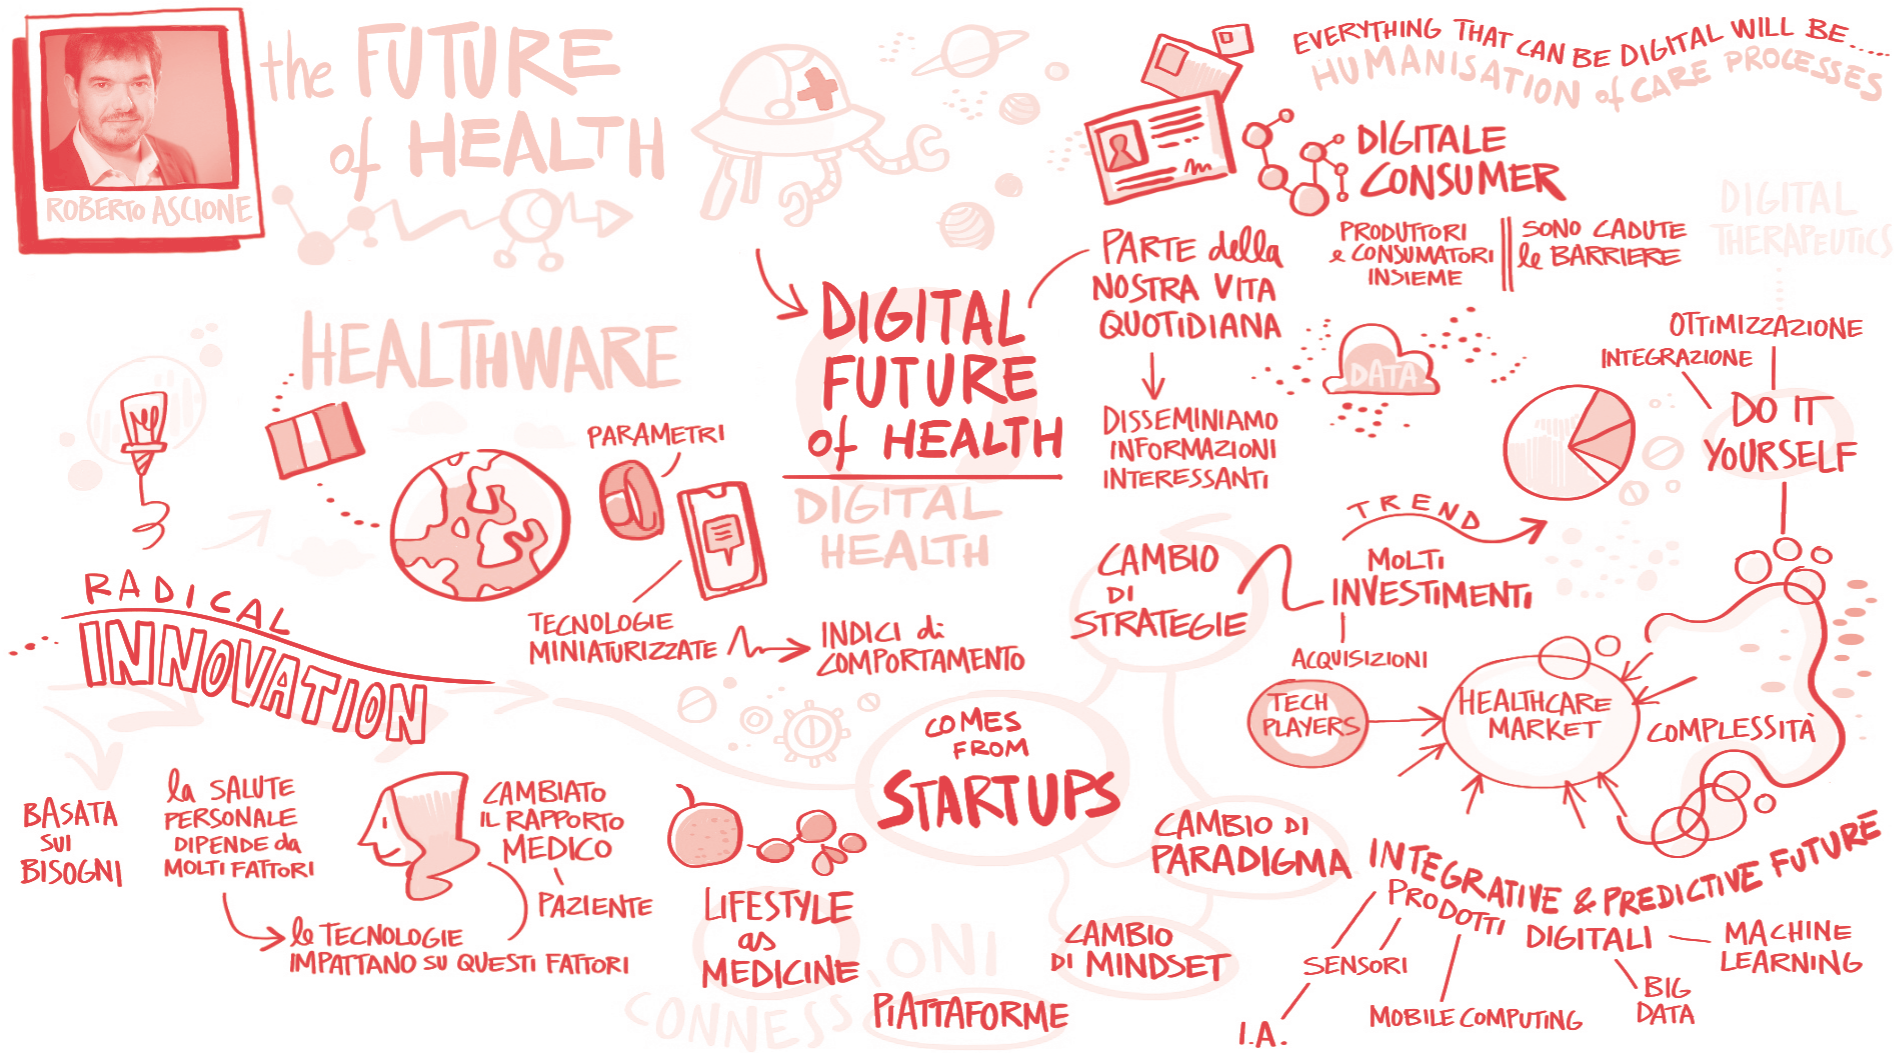 ROBERTO ASCIONE
the FUTURE
of HEALTH
EVERYTHING THAT CAN BE DIGITAL WILL BE.....
HUMANISATION of CARE PROCESSES
DIGITALE
CONSUMER
PARTE della
NOSTRA VITA
QUOTIDIANA
PRODUTTORI
e CONSUMATORI
INSIEME
SONO CADUTE
le BARRIERE
DIGITAL
THERAPEUTICS
DISSEMINIAMO
INFORMAZIONI
INTERESSANTI
DATA
OTTIMIZZAZIONE
INTEGRAZIONE
DO IT
YOURSELF
HEALTHWARE
DIGITAL
FUTURE
of HEALTH
DIGITAL
HEALTH
PARAMETRI
TECNOLOGIE
MINIATURIZZATE
INDICI di
COMPORTAMENTO
RADICAL
INNOVATION
CAMBIO
DI
STRATEGIE
TREND
MOLTI
INVESTIMENTI
ACQUISIZIONI
TECH
PLAYERS
HEALTHCARE
MARKET
COMPLESSITÀ
COMES
FROM
STARTUPS
BASATA
SUI
BISOGNI
la SALUTE
PERSONALE
DIPENDE da
MOLTI FATTORI
CAMBIATO
IL RAPPORTO
MEDICO
PAZIENTE
le TECNOLOGIE
IMPATTANO SU QUESTI FATTORI
LIFESTYLE
as
MEDICINE
CONNESSIONI
PIATTAFORME
CAMBIO DI
PARADIGMA
CAMBIO
DI MINDSET
INTEGRATIVE & PREDICTIVE FUTURE
PRODOTTI
DIGITALI
SENSORI
I.A.
MOBILE COMPUTING
BIG
DATA
MACHINE
LEARNING